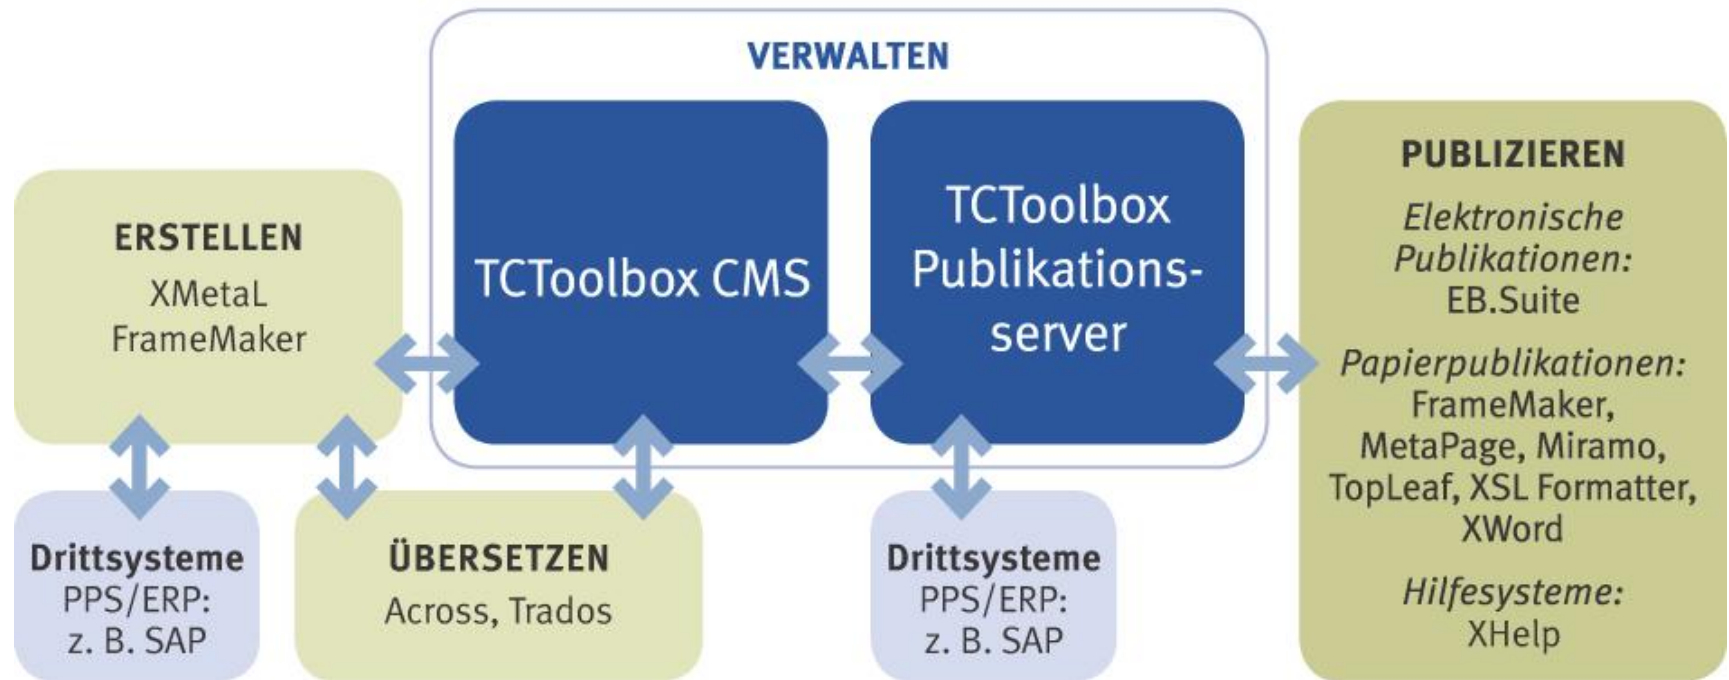 VERWALTEN
ERSTELLEN
XMetaL
FrameMaker
TCToolbox CMS
TCToolbox
Publikations-
server
PUBLIZIEREN
Elektronische
Publikationen:
EB.Suite
Papierpublikationen:
FrameMaker,
MetaPage, Miramo,
TopLeaf, XSL Formatter,
XWord
Hilfesysteme:
XHelp
Drittsysteme
PPS/ERP:
z. B. SAP
ÜBERSETZEN
Across, Trados
Drittsysteme
PPS/ERP:
z. B. SAP